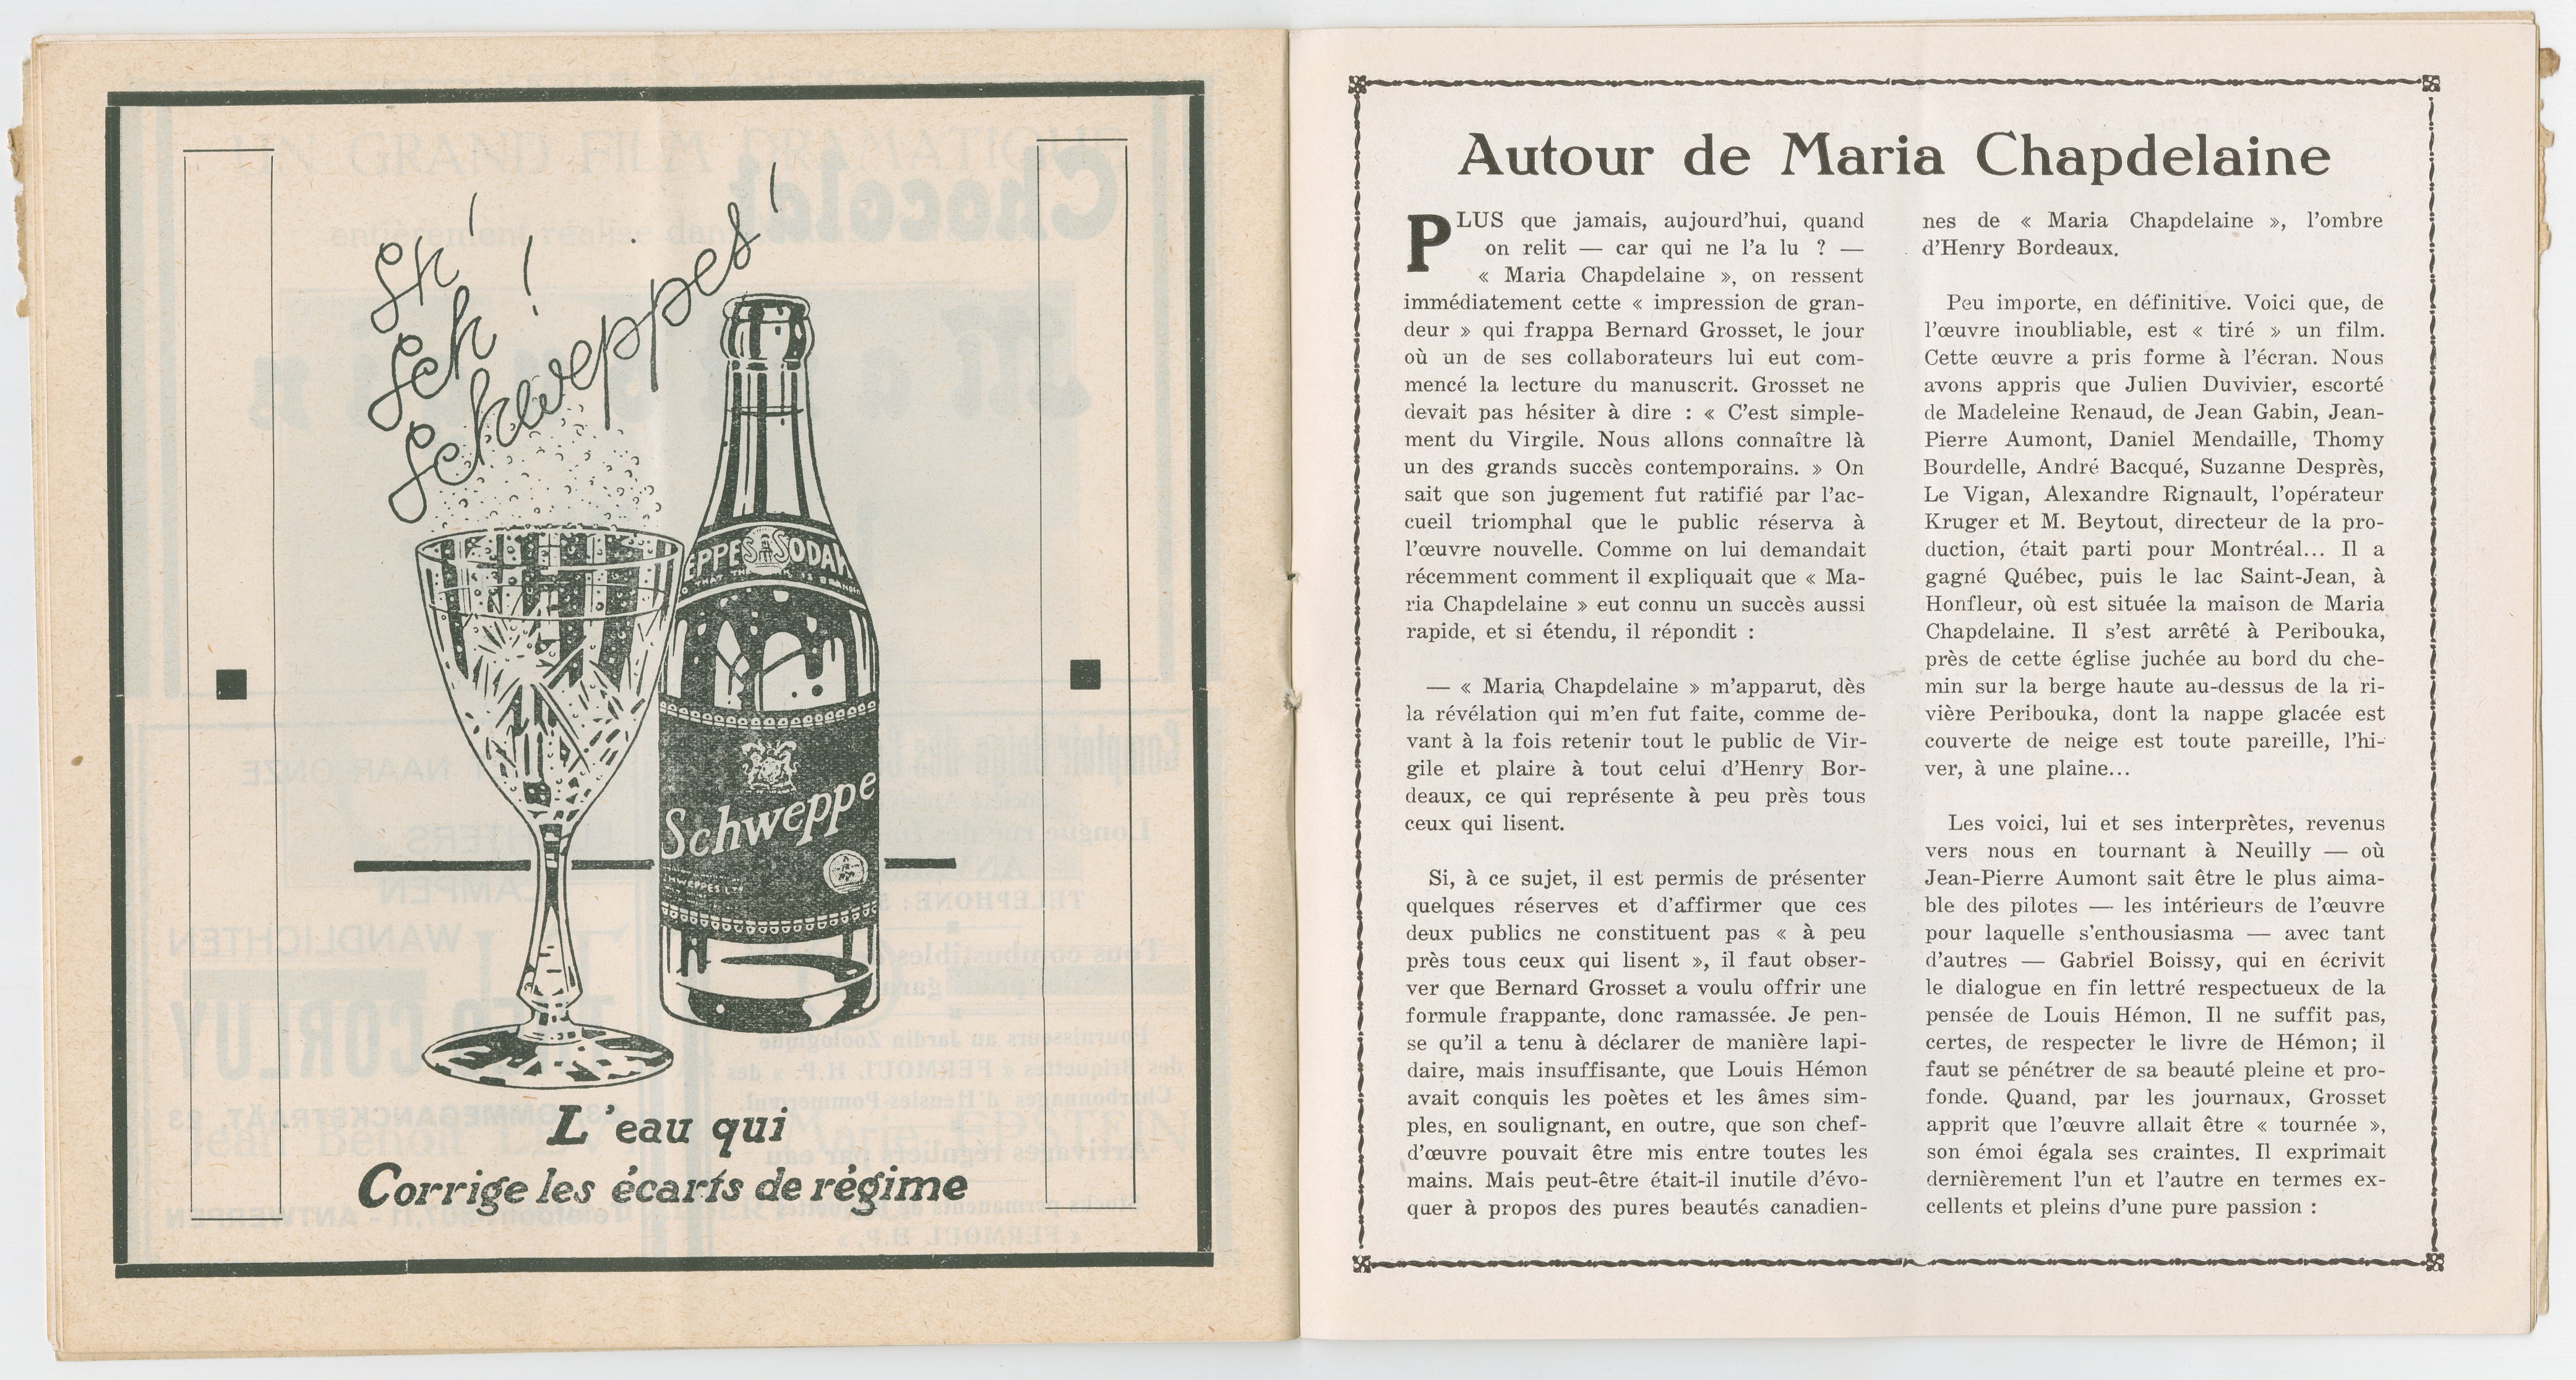 Sh !
Sch !
Schweppes !
EPPES SODA
Schweppe
L'eau qui
Corrige les écarts de régime
Autour de Maria Chapdelaine
PLUS que jamais, aujourd'hui, quand
on relit — car qui ne l'a lu ? —
« Maria Chapdelaine », on ressent
immédiatement cette « impression de gran-
deur » qui frappa Bernard Grosset, le jour
où un de ses collaborateurs lui eut com-
mencé la lecture du manuscrit. Grosset ne
devait pas hésiter à dire : « C'est simple-
ment du Virgile. Nous allons connaître là
un des grands succès contemporains. » On
sait que son jugement fut ratifié par l'ac-
cueil triomphal que le public réserva à
l'œuvre nouvelle. Comme on lui demandait
récemment comment il expliquait que « Ma-
ria Chapdelaine » eut connu un succès aussi
rapide, et si étendu, il répondit :
— « Maria Chapdelaine » m'apparut, dès
la révélation qui m'en fut faite, comme de-
vant à la fois retenir tout le public de Vir-
gile et plaire à tout celui d'Henry Bor-
deaux, ce qui représente à peu près tous
ceux qui lisent.
Si, à ce sujet, il est permis de présenter
quelques réserves et d'affirmer que ces
deux publics ne constituent pas « à peu
près tous ceux qui lisent », il faut obser-
ver que Bernard Grosset a voulu offrir une
formule frappante, donc ramassée. Je pen-
se qu'il a tenu à déclarer de manière lapi-
daire, mais insuffisante, que Louis Hémon
avait conquis les poètes et les âmes sim-
ples, en soulignant, en outre, que son chef-
d'œuvre pouvait être mis entre toutes les
mains. Mais peut-être était-il inutile d'évo-
quer à propos des pures beautés canadien-
nes de « Maria Chapdelaine », l'ombre
d'Henry Bordeaux.
Peu importe, en définitive. Voici que, de
l'œuvre inoubliable, est « tiré » un film.
Cette œuvre a pris forme à l'écran. Nous
avons appris que Julien Duvivier, escorté
de Madeleine Renaud, de Jean Gabin, Jean-
Pierre Aumont, Daniel Mendaille, Thomy
Bourdelle, André Bacqué, Suzanne Desprès,
Le Vigan, Alexandre Rignault, l'opérateur
Kruger et M. Beytout, directeur de la pro-
duction, était parti pour Montréal... Il a
gagné Québec, puis le lac Saint-Jean, à
Honfleur, où est située la maison de Maria
Chapdelaine. Il s'est arrêté à Peribouka,
près de cette église juchée au bord du che-
min sur la berge haute au-dessus de la ri-
vière Peribouka, dont la nappe glacée est
couverte de neige est toute pareille, l'hi-
ver, à une plaine...
Les voici, lui et ses interprètes, revenus
vers nous en tournant à Neuilly — où
Jean-Pierre Aumont sait être le plus aima-
ble des pilotes — les intérieurs de l'œuvre
pour laquelle s'enthousiasma — avec tant
d'autres — Gabriel Boissy, qui en écrivit
le dialogue en fin lettré respectueux de la
pensée de Louis Hémon. Il ne suffit pas,
certes, de respecter le livre de Hémon; il
faut se pénétrer de sa beauté pleine et pro-
fonde. Quand, par les journaux, Grosset
apprit que l'œuvre allait être « tournée »,
son émoi égala ses craintes. Il exprimait
dernièrement l'un et l'autre en termes ex-
cellents et pleins d'une pure passion :